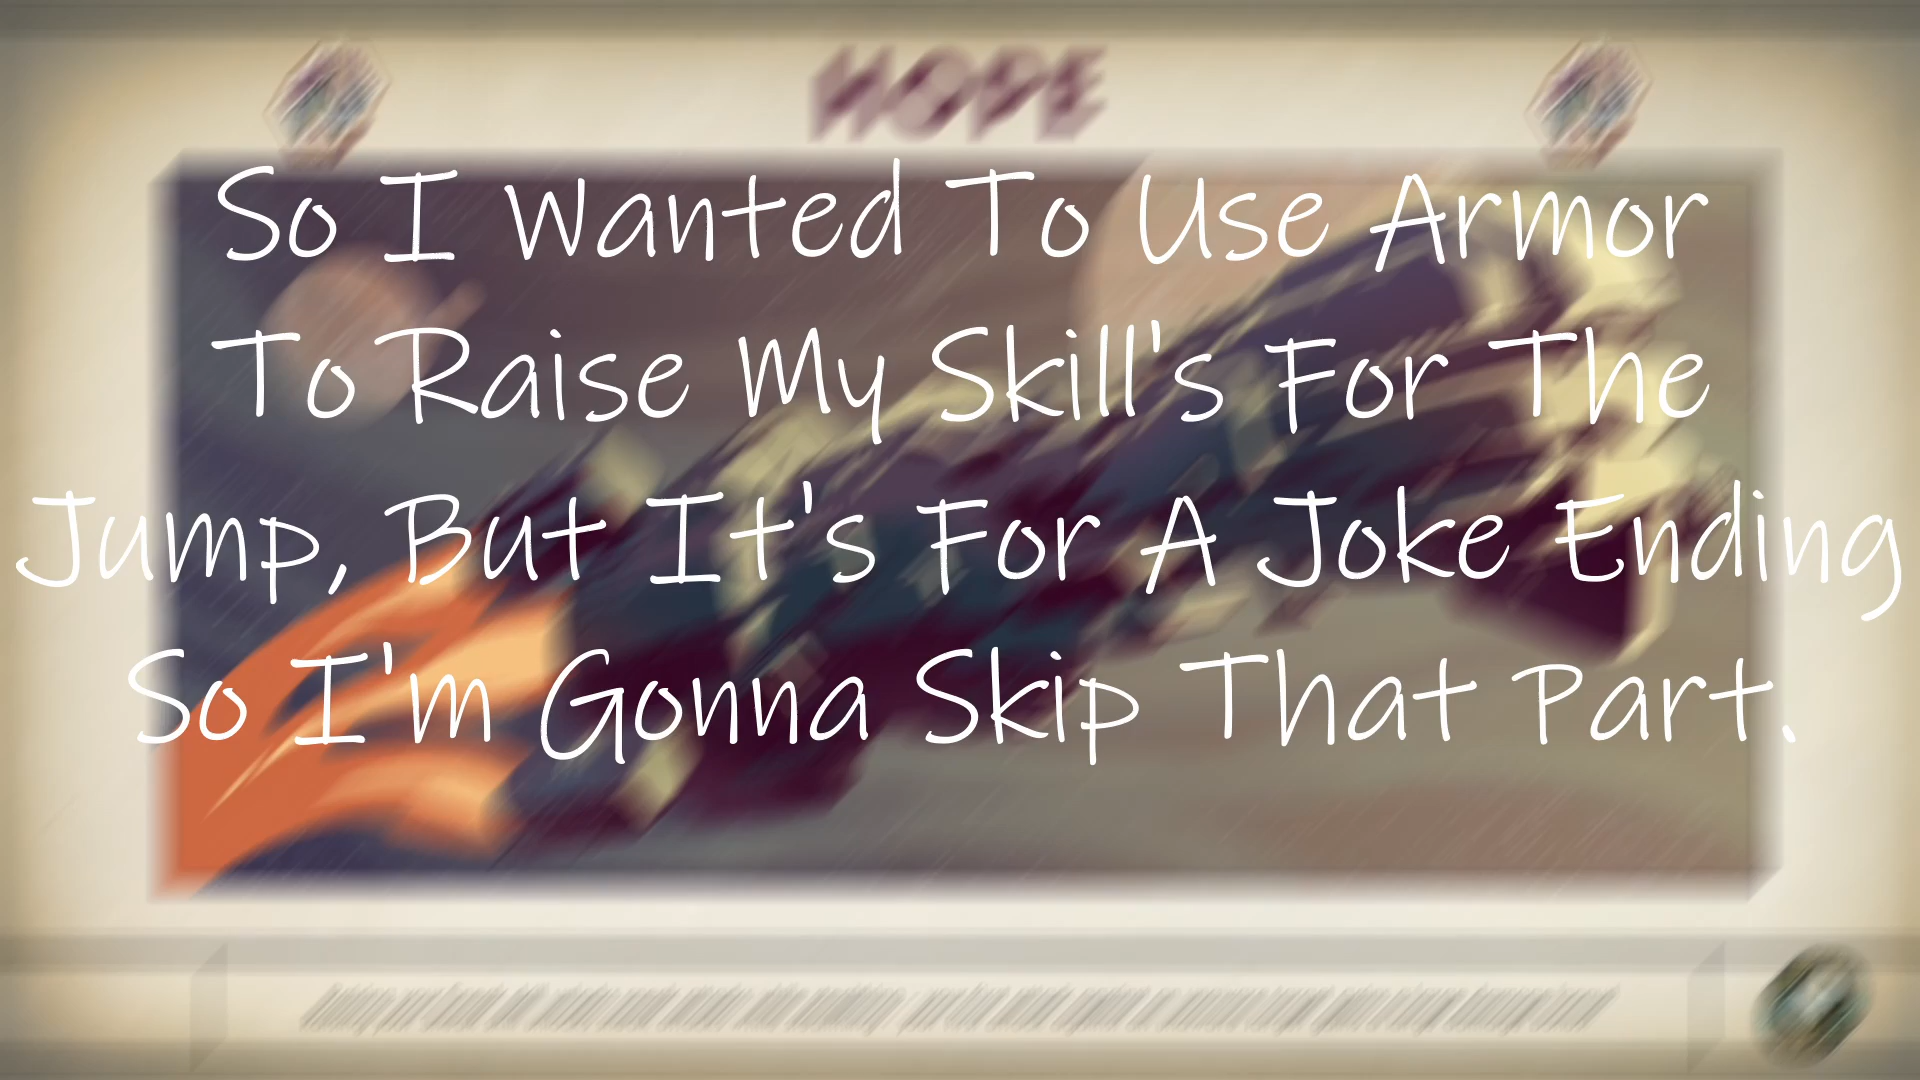 HOPE
So I Wanted To Use Armor
To Raise My Skill's For The
Jump, But It's For A Joke Ending
So I'm Gonna Skip That Part.